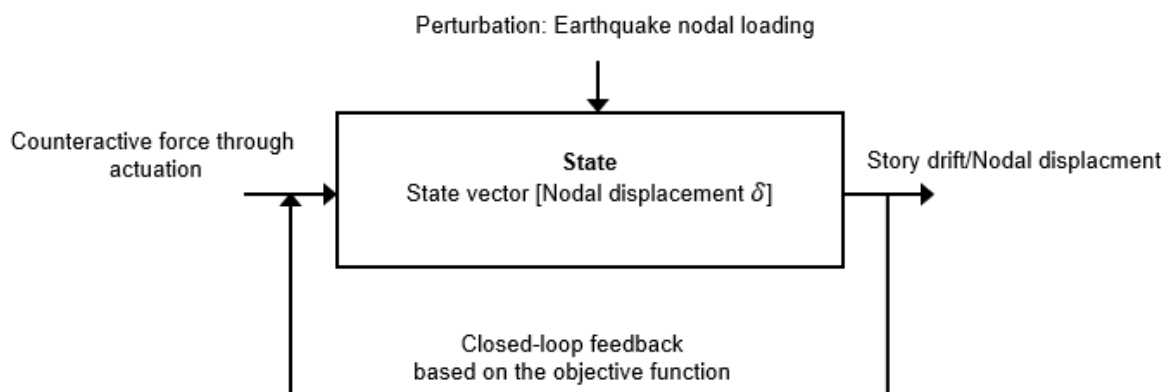 Perturbation: Earthquake nodal loading
Counteractive force through
actuation
State
State vector [Nodal displacement δ]
Story drift/Nodal displacment
Closed-loop feedback
based on the objective function